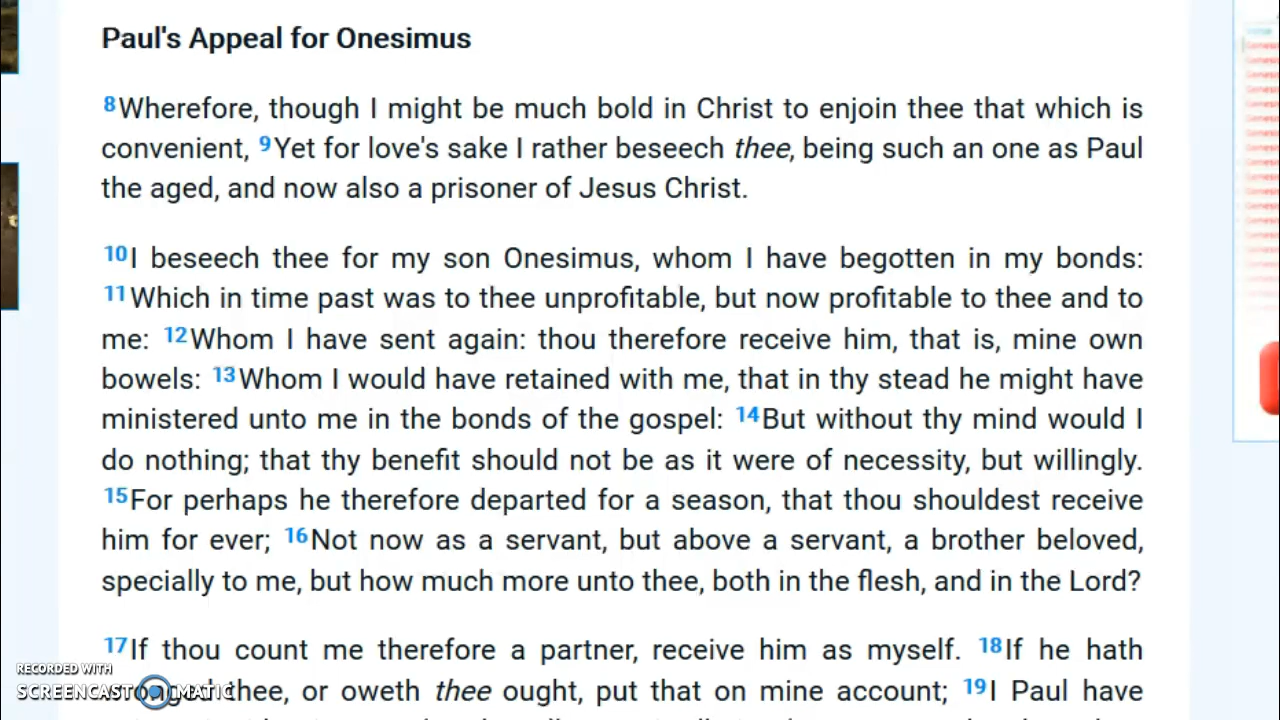 Paul's Appeal for Onesimus
8Wherefore, though I might be much bold in Christ to enjoin thee that which is
convenient, 9Yet for love's sake I rather beseech thee, being such an one as Paul
the aged, and now also a prisoner of Jesus Christ.
10I beseech thee for my son Onesimus, whom I have begotten in my bonds:
11Which in time past was to thee unprofitable, but now profitable to thee and to
me: 12Whom I have sent again: thou therefore receive him, that is, mine own
bowels: 13Whom I would have retained with me, that in thy stead he might have
ministered unto me in the bonds of the gospel: 14But without thy mind would I
do nothing; that thy benefit should not be as it were of necessity, but willingly.
15For perhaps he therefore departed for a season, that thou shouldest receive
him for ever; 16Not now as a servant, but above a servant, a brother beloved,
specially to me, but how much more unto thee, both in the flesh, and in the Lord?
17If thou count me therefore a partner, receive him as myself. 18If he hath
thee, or oweth thee ought, put that on mine account; 19I Paul have
RECORDED WITH
SCREENCAST MATIC